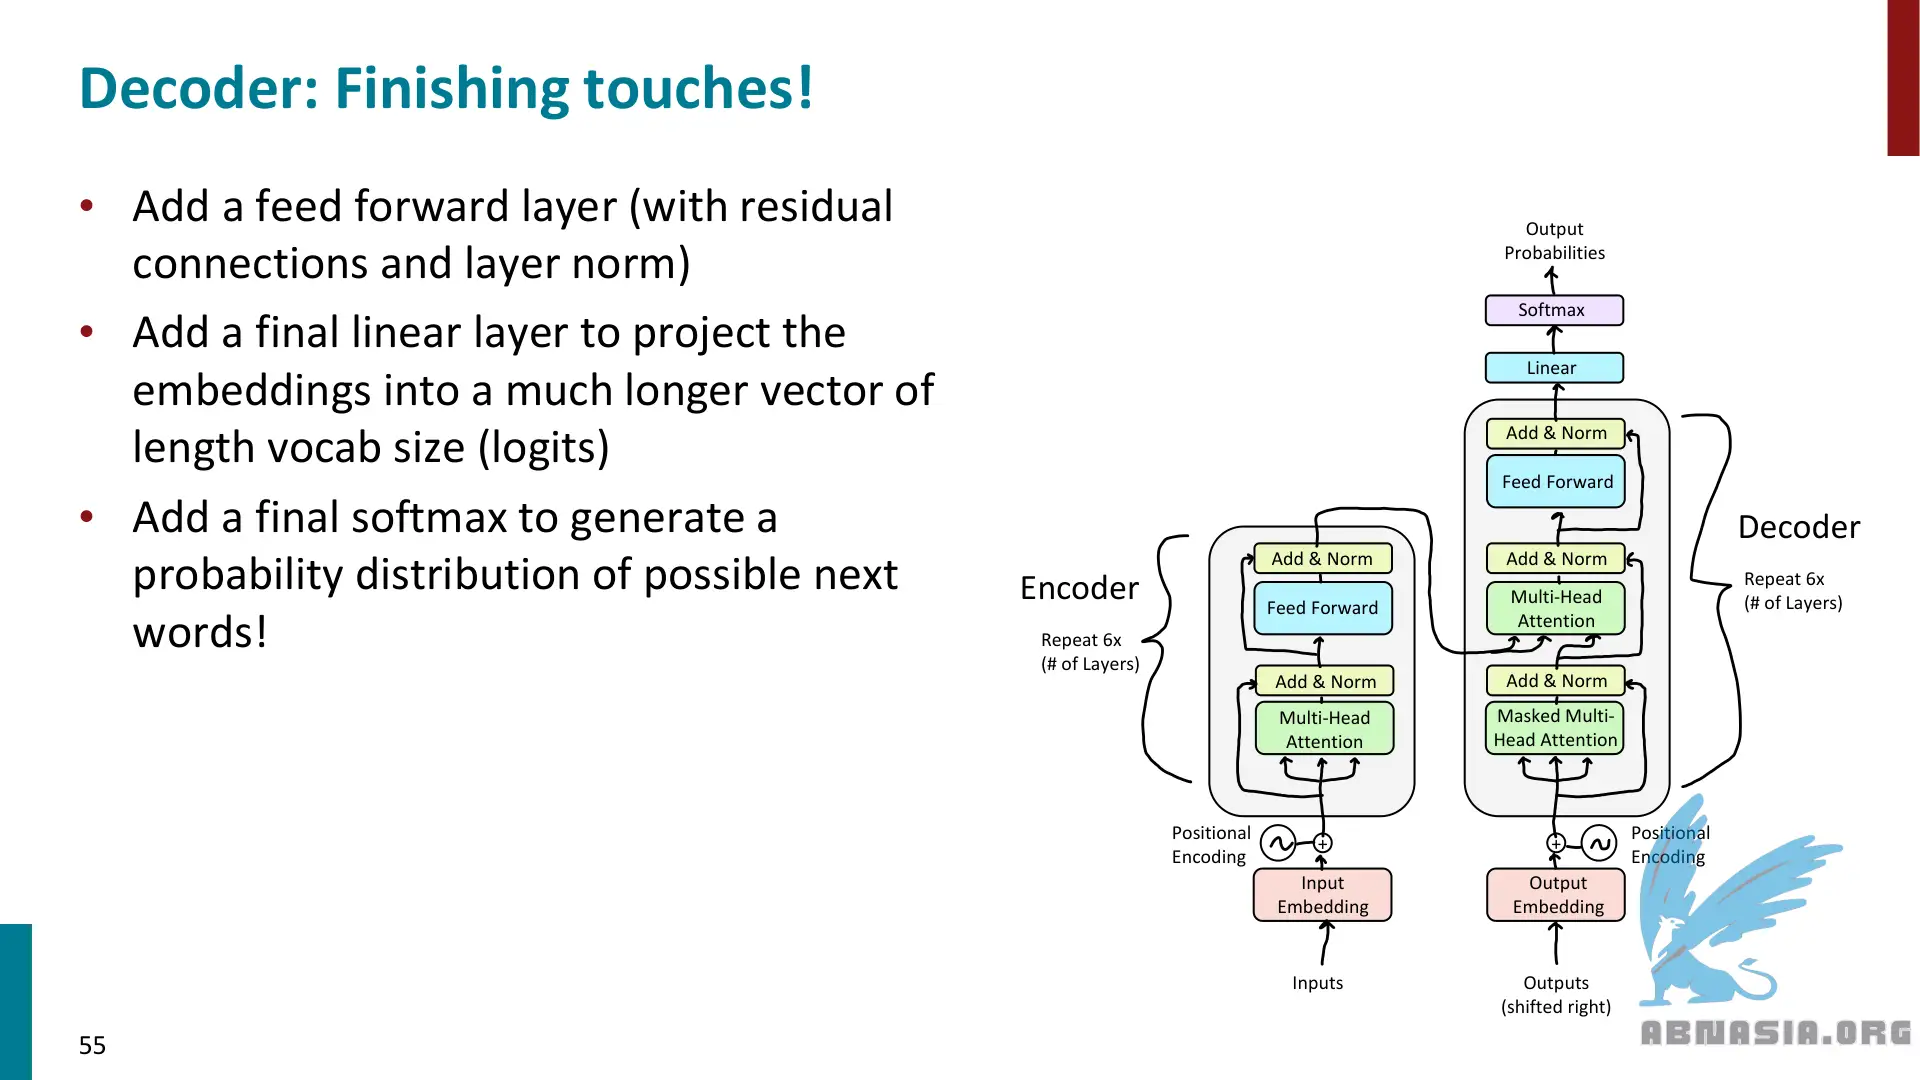 Decoder: Finishing touches!
• Add a feed forward layer (with residual
connections and layer norm)
• Add a final linear layer to project the
embeddings into a much longer vector of
length vocab size (logits)
• Add a final softmax to generate a
probability distribution of possible next
words!
Output
Probabilities
Softmax
Linear
Add & Norm
Feed Forward
Add & Norm
Multi-Head
Attention
Add & Norm
Masked Multi-
Head Attention
Decoder
Repeat 6x
(# of Layers)
Encoder
Repeat 6x
(# of Layers)
Add & Norm
Feed Forward
Add & Norm
Multi-Head
Attention
Positional
Encoding
+
Input
Embedding
Inputs
+
Positional
Encoding
Output
Embedding
Outputs
(shifted right)
ABNASIA.ORG
55